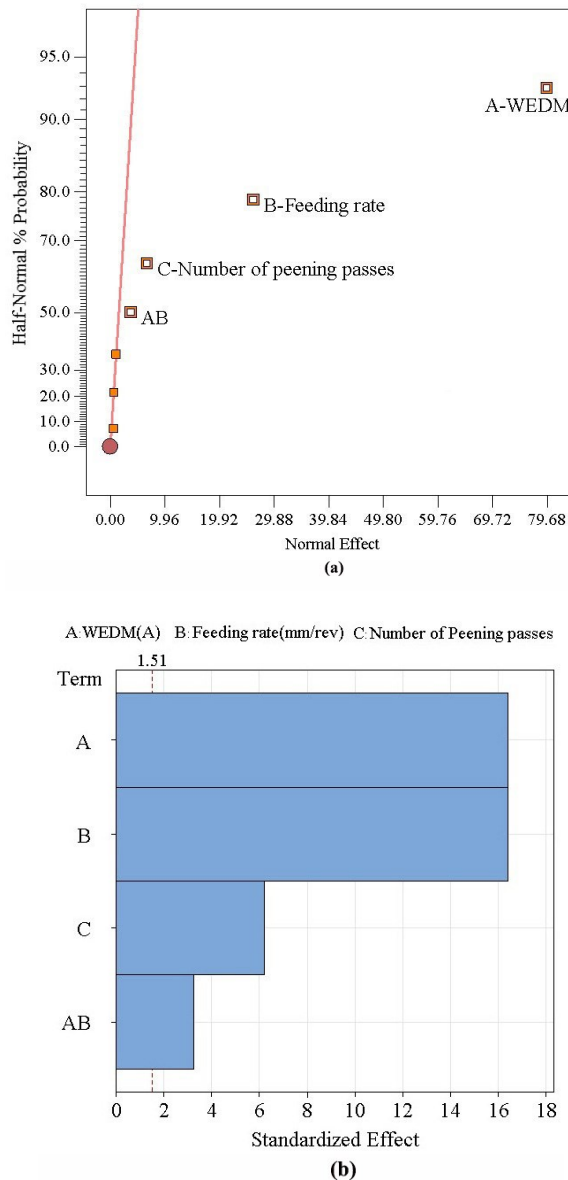 95.0
90.0
A-WEDM
80.0
B-Feeding rate
70.0
C-Number of peening passes
50.0
AB
30.0
20.0
10.0
0.0
Half-Normal % Probability
0.00 9.96 19.92 29.88 39.84 49.80 59.76 69.72 79.68
Normal Effect
(a)
A:WEDM(A) B:Feeding rate(mm/rev) C:Number of Peening passes
1.51
Term
A
B
C
AB
0 2 4 6 8 10 12 14 16 18
Standardized Effect
(b)